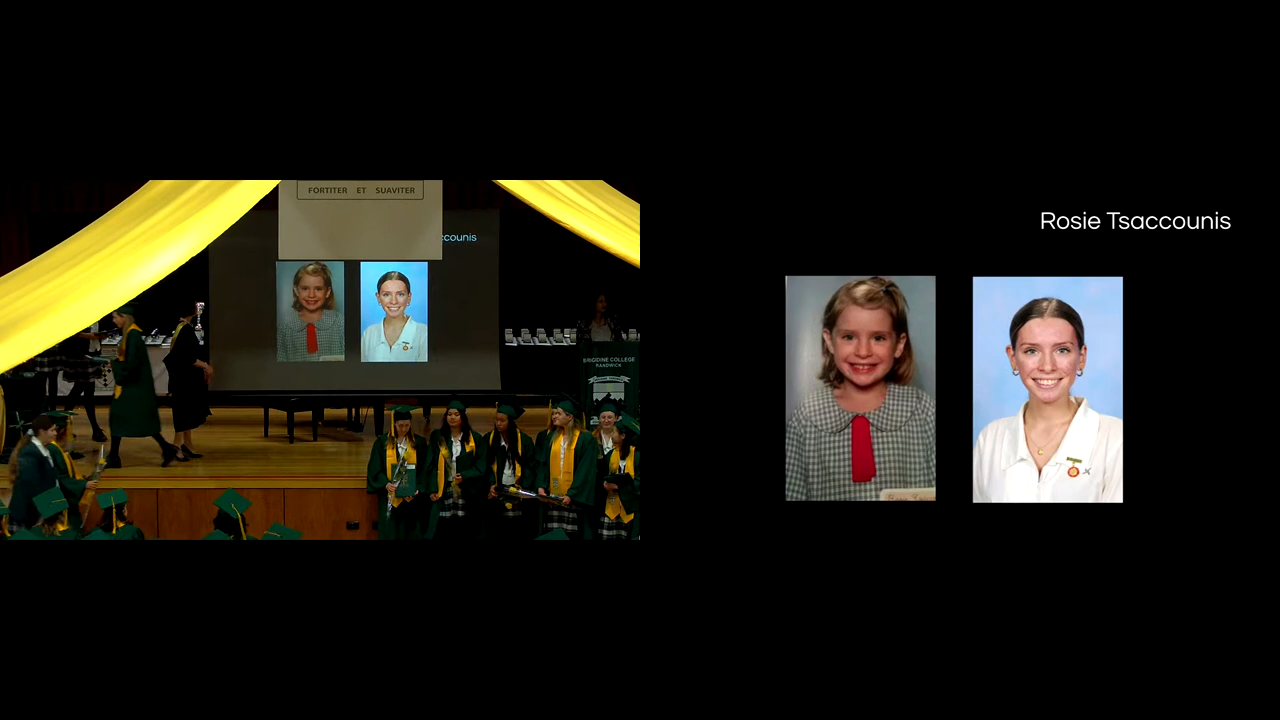 FORTITER ET SUAVITER
ccounis
BRIGIDINE COLLEGE
RANDWICK
Rosie Tsaccounis